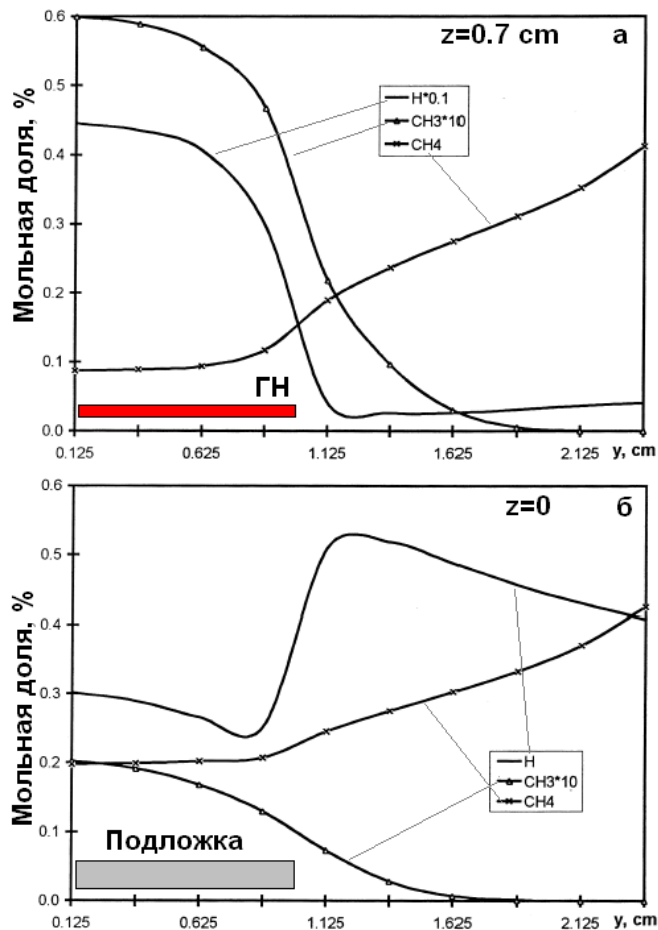 z=0.7 cm а
Мольная доля, %
0.6
0.5
0.4
0.3
0.2
0.1
0.0
H*0.1
CH3*10
CH4
ГН
0.125 0.625 1.125 1.625 2.125 y, cm
z=0 б
Мольная доля, %
0.6
0.5
0.4
0.3
0.2
0.1
0.0
H
CH3*10
CH4
Подложка
0.125 0.625 1.125 1.625 2.125 y, cm